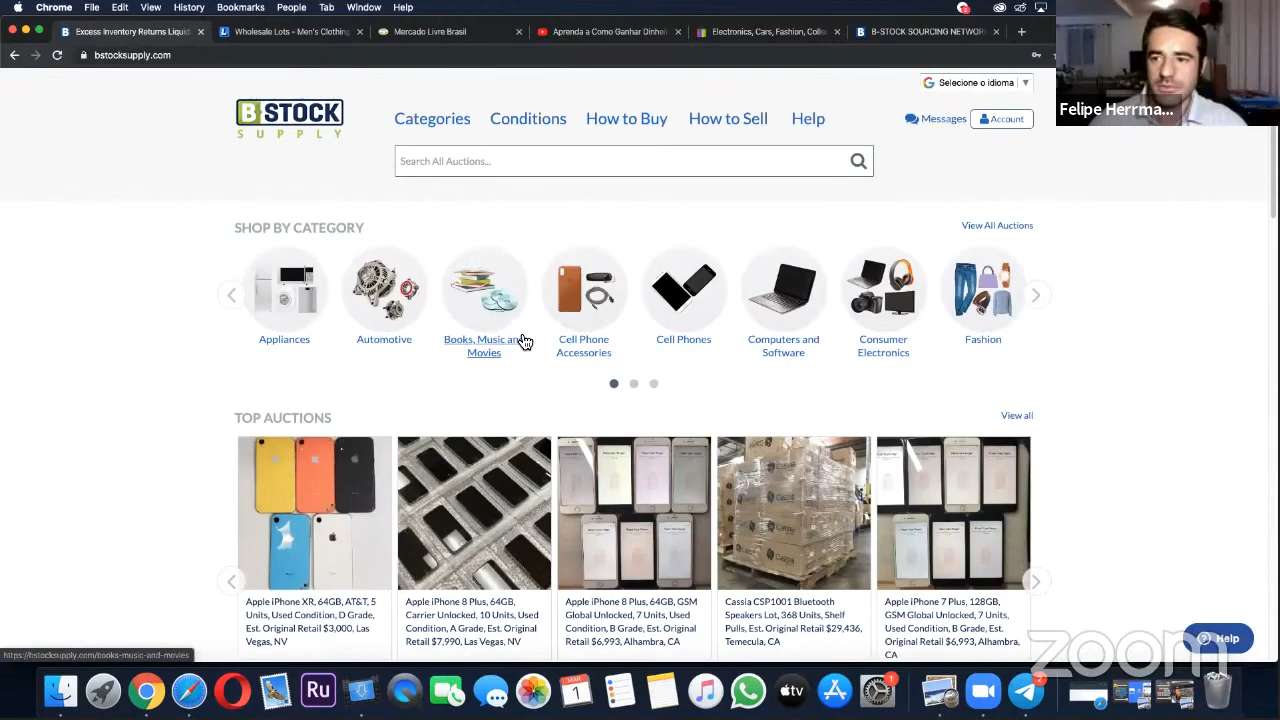 Chrome File Edit View History Bookmarks People Tab Window Help
Excess Inventory Returns Liquid
Wholesale Lots - Men's Clothing
Mercado Livre Brasil
Aprenda a Como Ganhar Dinhei
Electronics, Cars, Fashion, Colle
B-STOCK SOURCING NETWOR
bstocksupply.com
Felipe Herrma...
Selecione o idioma
B STOCK
SUPPLY
Categories Conditions How to Buy How to Sell Help
Messages Account
Search All Auctions...
SHOP BY CATEGORY
View All Auctions
Appliances
Automotive
Books, Music and
Movies
Cell Phone
Accessories
Cell Phones
Computers and
Software
Consumer
Electronics
Fashion
TOP AUCTIONS
View all
Apple iPhone XR, 64GB, AT&T, 5
Units, Used Condition, D Grade,
Est. Original Retail $3,000, Las
Vegas, NV
Apple iPhone 8 Plus, 64GB,
Carrier Unlocked, 10 Units, Used
Condition, A Grade, Est. Original
Retail $7,990, Las Vegas, NV
Apple iPhone 8 Plus, 64GB, GSM
Global Unlocked, 7 Units, Used
Condition, B Grade, Est. Original
Retail $6,993, Alhambra, CA
Cassia CSP1001 Bluetooth
Speakers Lot, 368 Units, Shelf
Pulls, Est. Original Retail $29,436,
Temecula, CA
Apple iPhone 7 Plus, 128GB,
GSM Global Unlocked, 7 Units,
Used Condition, B Grade, Est.
Original Retail $6,993, Alhambra,
CA
Help
zoom
https://bstocksupply.com/books-music-and-movies
Ru
MAR
1
tv
1
2